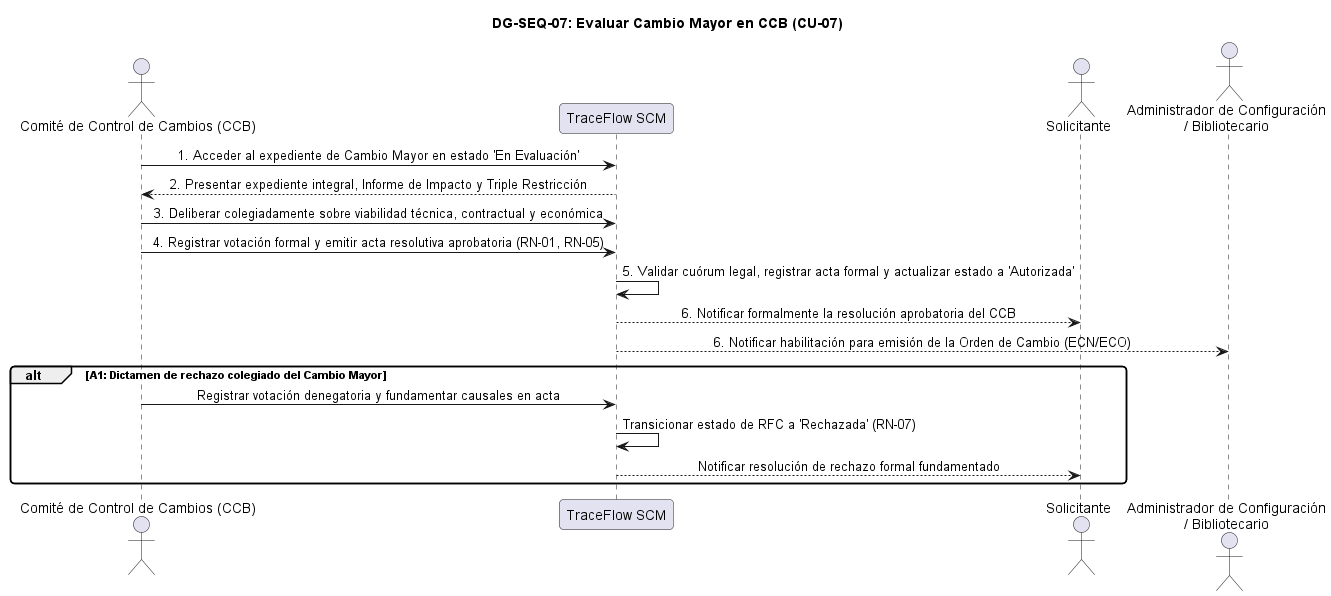 DG-SEQ-07: Evaluar Cambio Mayor en CCB (CU-07)
Comité de Control de Cambios (CCB)
TraceFlow SCM
Solicitante
Administrador de Configuración
/ Bibliotecario
1. Acceder al expediente de Cambio Mayor en estado 'En Evaluación'
2. Presentar expediente integral, Informe de Impacto y Triple Restricción
3. Deliberar colegiadamente sobre viabilidad técnica, contractual y económica
4. Registrar votación formal y emitir acta resolutiva aprobatoria (RN-01, RN-05)
5. Validar cuórum legal, registrar acta formal y actualizar estado a 'Autorizada'
6. Notificar formalmente la resolución aprobatoria del CCB
6. Notificar habilitación para emisión de la Orden de Cambio (ECN/ECO)
alt [A1: Dictamen de rechazo colegiado del Cambio Mayor]
Registrar votación denegatoria y fundamentar causales en acta
Transicionar estado de RFC a 'Rechazada' (RN-07)
Notificar resolución de rechazo formal fundamentado
Comité de Control de Cambios (CCB)
TraceFlow SCM
Solicitante
Administrador de Configuración
/ Bibliotecario